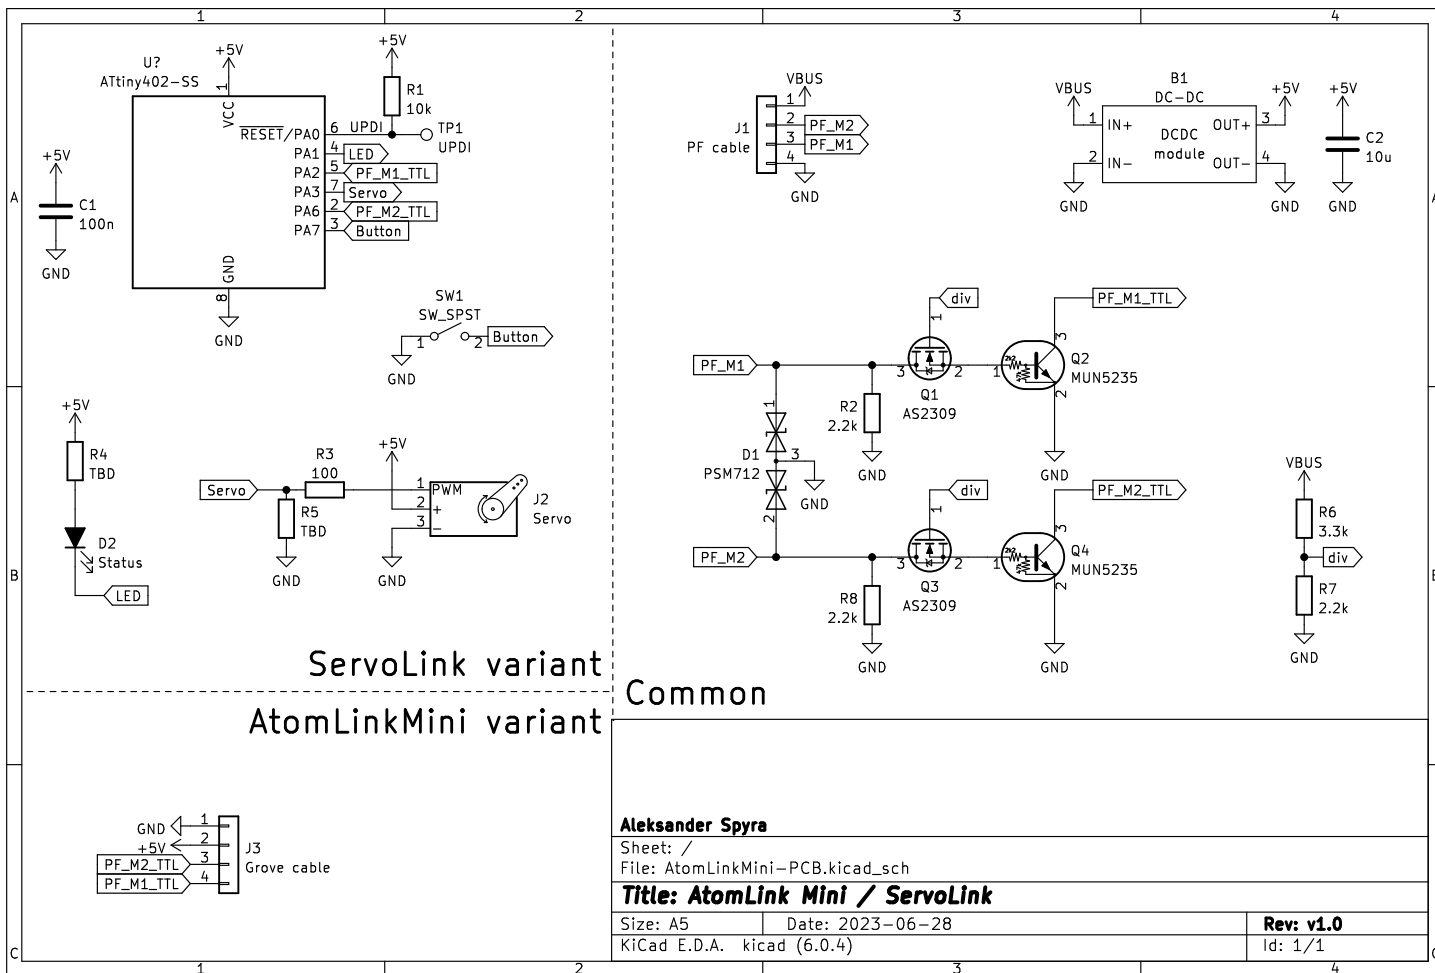 1
2
3
4
A
B
C
U?
ATtiny402-SS
+5V
1
VCC
RESET/PA0
6
UPDI
PA1
4
LED
PA2
5
PF_M1_TTL
PA3
7
Servo
PA6
2
PF_M2_TTL
PA7
3
Button
GND
8
GND
+5V
R1
10k
TP1
UPDI
+5V
C1
100n
GND
SW1
SW_SPST
1
2
Button
GND
+5V
R4
TBD
D2
Status
LED
Servo
R3
100
R5
TBD
GND
+5V
1
2
3
PWM
+
-
GND
J2
Servo
ServoLink variant
AtomLinkMini variant
GND
+5V
PF_M2_TTL
PF_M1_TTL
1
2
3
4
J3
Grove cable
Common
VBUS
J1
PF cable
1
2
3
4
PF_M2
PF_M1
GND
B1
DC-DC
VBUS
1
IN+
2
IN-
DCDC
module
OUT+
3
OUT-
4
+5V
GND
GND
+5V
C2
10u
GND
PF_M1
div
1
3
2
Q1
AS2309
R2
2.2k
GND
1
2k2
47k
3
2
Q2
MUN5235
PF_M1_TTL
GND
1
D1
PSM712
3
2
GND
PF_M2
div
1
3
2
Q3
AS2309
R8
2.2k
GND
1
2k2
47k
3
2
Q4
MUN5235
PF_M2_TTL
GND
VBUS
R6
3.3k
div
R7
2.2k
GND
Aleksander Spyra
Sheet: /
File: AtomLinkMini-PCB.kicad_sch
Title: AtomLink Mini / ServoLink
Size: A5
Date: 2023-06-28
Rev: v1.0
KiCad E.D.A. kicad (6.0.4)
Id: 1/1
1
2
3
4